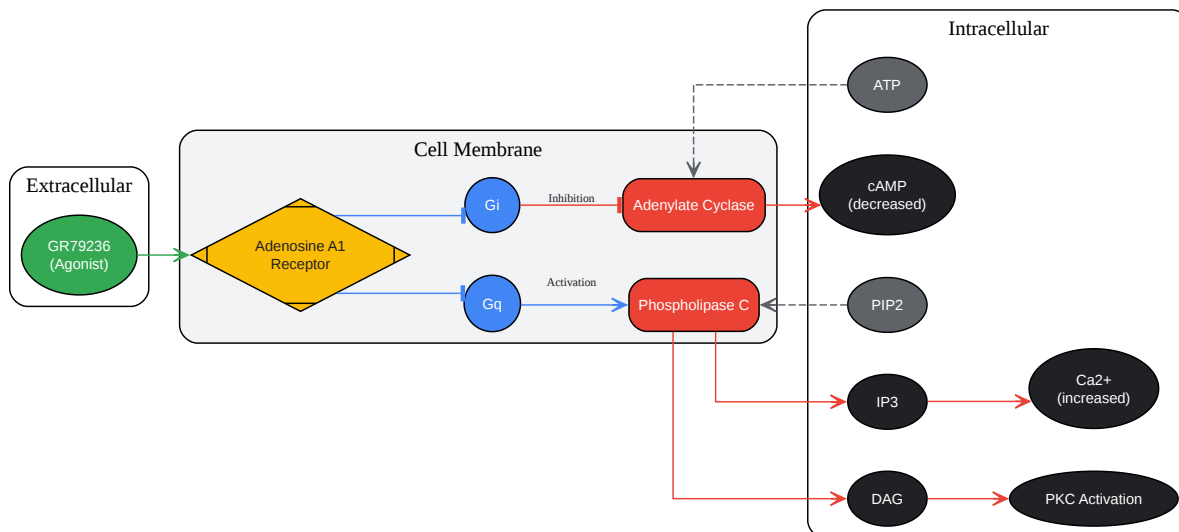 Extracellular
GR79236
(Agonist)
Cell Membrane
Adenosine A1
Receptor
Gi
Inhibition
Adenylate Cyclase
Gq
Activation
Phospholipase C
Intracellular
ATP
cAMP
(decreased)
PIP2
IP3
Ca2+
(increased)
DAG
PKC Activation